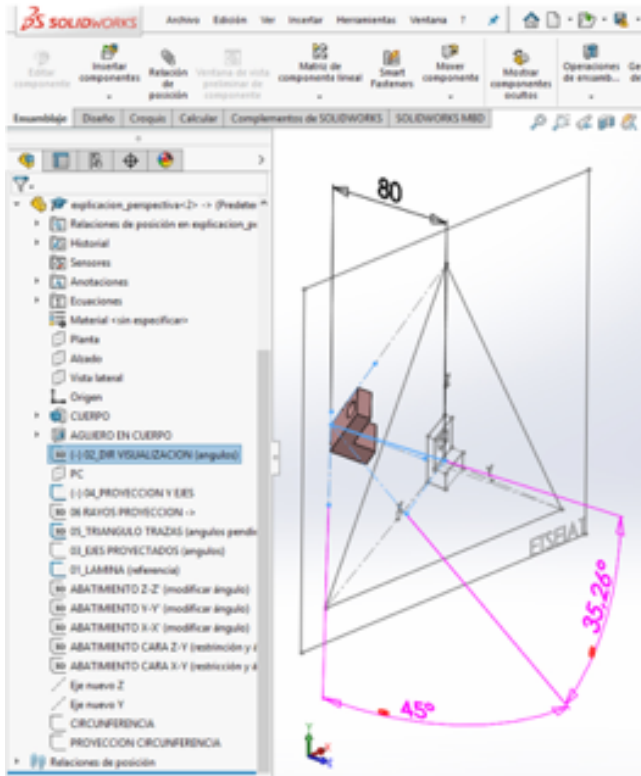 SOLIDWORKS
Archivo Edición Ver Insertar Herramientas Ventana ?
Editar componente
Insertar componentes
Relación de posición
Ventana de vista preliminar de componente
Matriz de componente lineal
Smart Fasteners
Mover componente
Mostrar componentes ocultos
Operaciones de ensamb...
Ensamblaje Diseño Croquis Calcular Complementos de SOLIDWORKS SOLIDWORKS MBD
explicacion_perspectiva<2> -> (Predete
Relaciones de posición en explicacion_p
Historial
Sensores
Anotaciones
Ecuaciones
Material <sin especificar>
Planta
Alzado
Vista lateral
Origen
CUERPO
AGUJERO EN CUERPO
(-) 02_DIR VISUALIZACION (angulos)
PC
(-) 04_PROYECCION Y EJES
06 RAYOS PROYECCION ->
05_TRIANGULO TRAZAS (angulos pendi
03_EJES PROYECTADOS (angulos)
01_LAMINA (referencia)
ABATIMIENTO Z-Z' (modificar ángulo)
ABATIMIENTO Y-Y' (modificar ángulo)
ABATIMIENTO X-X' (modificar ángulo)
ABATIMIENTO CARA Z-Y (restrinción y á
ABATIMIENTO CARA X-Y (restricción y á
Eje nuevo Z
Eje nuevo Y
CIRCUNFERENCIA
PROYECCION CIRCUNFERENCIA
Relaciones de posición
80
Z
Y
X
ETSEIAT
35,26°
45°